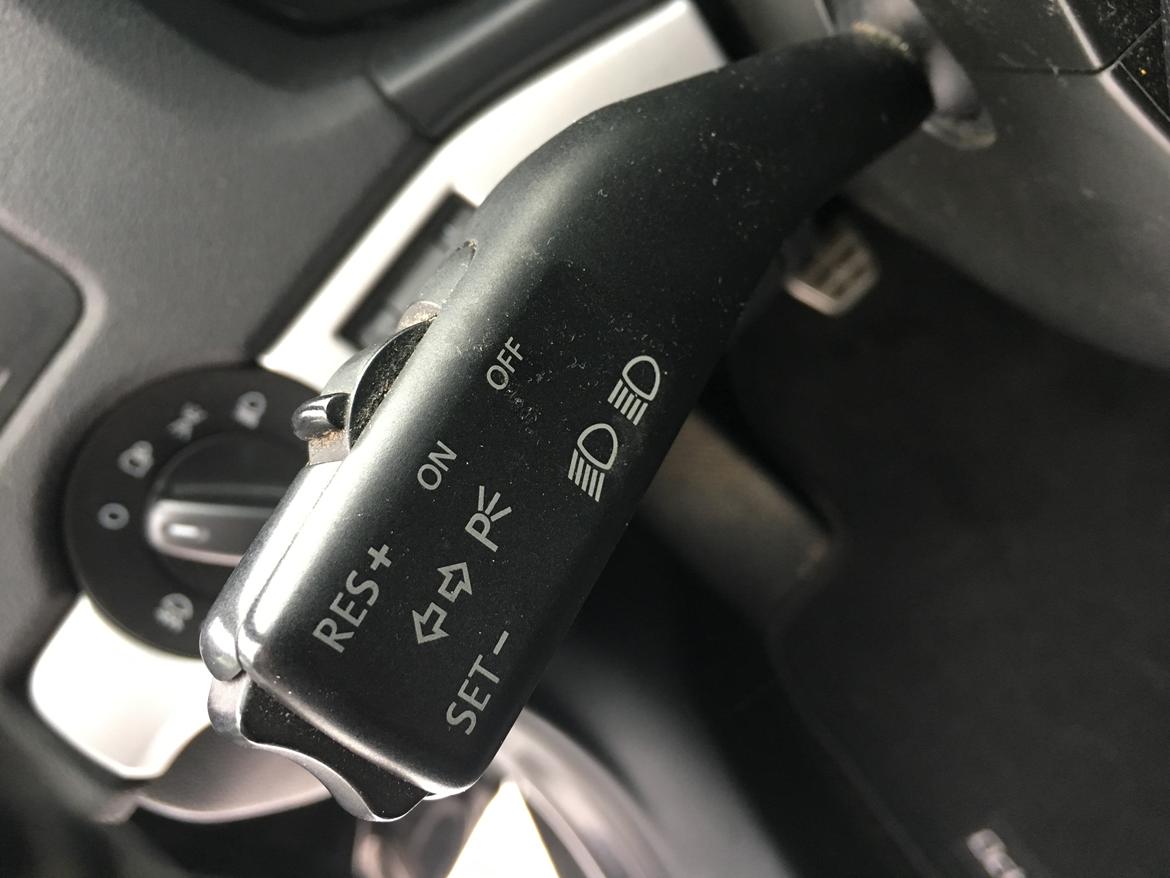 OFF
ON
P
RES+
SET-